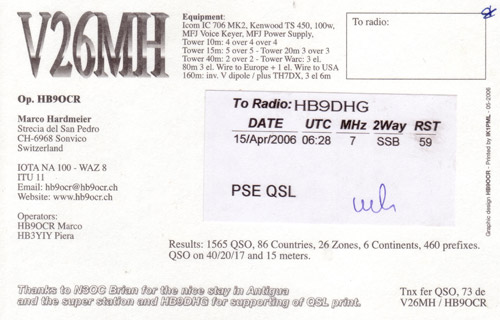 V26MH
Equipment:
Icom IC 706 MK2, Kenwood TS 450, 100w,
MFJ Voice Keyer, MFJ Power Supply,
Tower 10m: 4 over 4 over 4
Tower 15m: 5 over 5 - Tower 20m 3 over 3
Tower 40m: 2 over 2 - Tower Warc: 3 el.
80m 3 el. Wire to Europe + 1 el. Wire to USA
160m: inv. V dipole / plus TH7DX, 3 el 6m
To radio:
Op. HB9OCR
Marco Hardmeier
Strecia del San Pedro
CH-6968 Sonvico
Switzerland
IOTA NA 100 - WAZ 8
ITU 11
Email: hb9ocr@hb9ocr.ch
Website: www.hb9ocr.ch
Operators:
HB9OCR Marco
HB3YIY Piera
To Radio: HB9DHG
DATE UTC MHz 2Way RST
15/Apr/2006 06:28 7 SSB 59
PSE QSL
Results: 1565 QSO, 86 Countries, 26 Zones, 6 Continents, 460 prefixes.
QSO on 40/20/17 and 15 meters.
Thanks to N3OC Brian for the nice stay in Antigua
and the super station and HB9DHG for supporting of QSL print.
Tnx fer QSO, 73 de
V26MH / HB9OCR
Graphic design HB9OCR - Printed by IK1PML - 05-2006